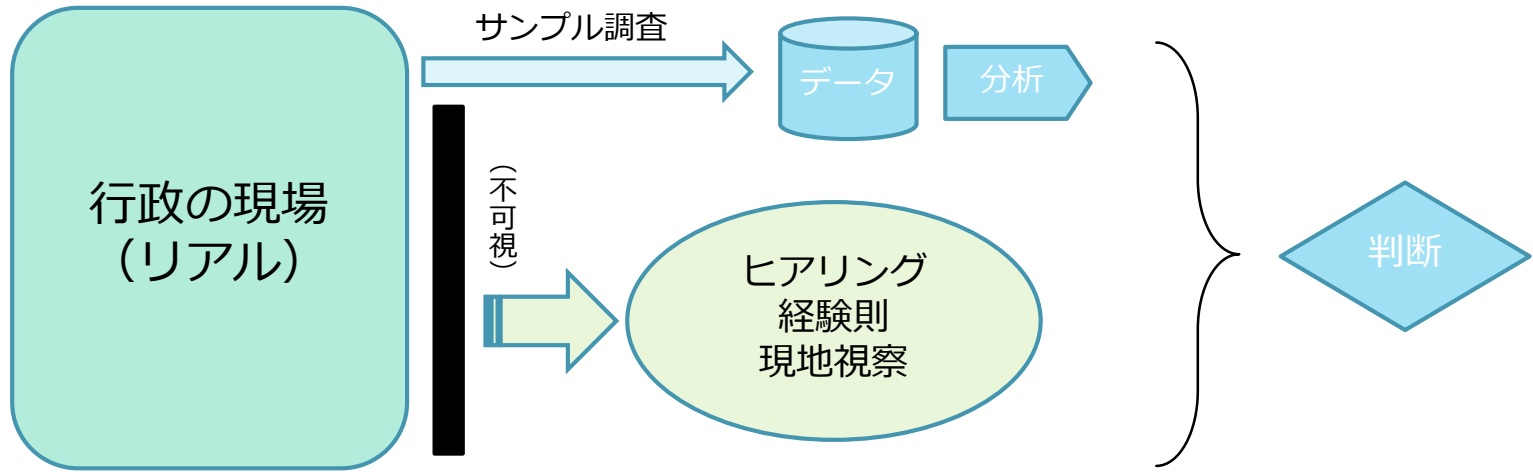 サンプル調査
データ
分析
行政の現場
（リアル）
（不可視）
ヒアリング
経験則
現地視察
判断